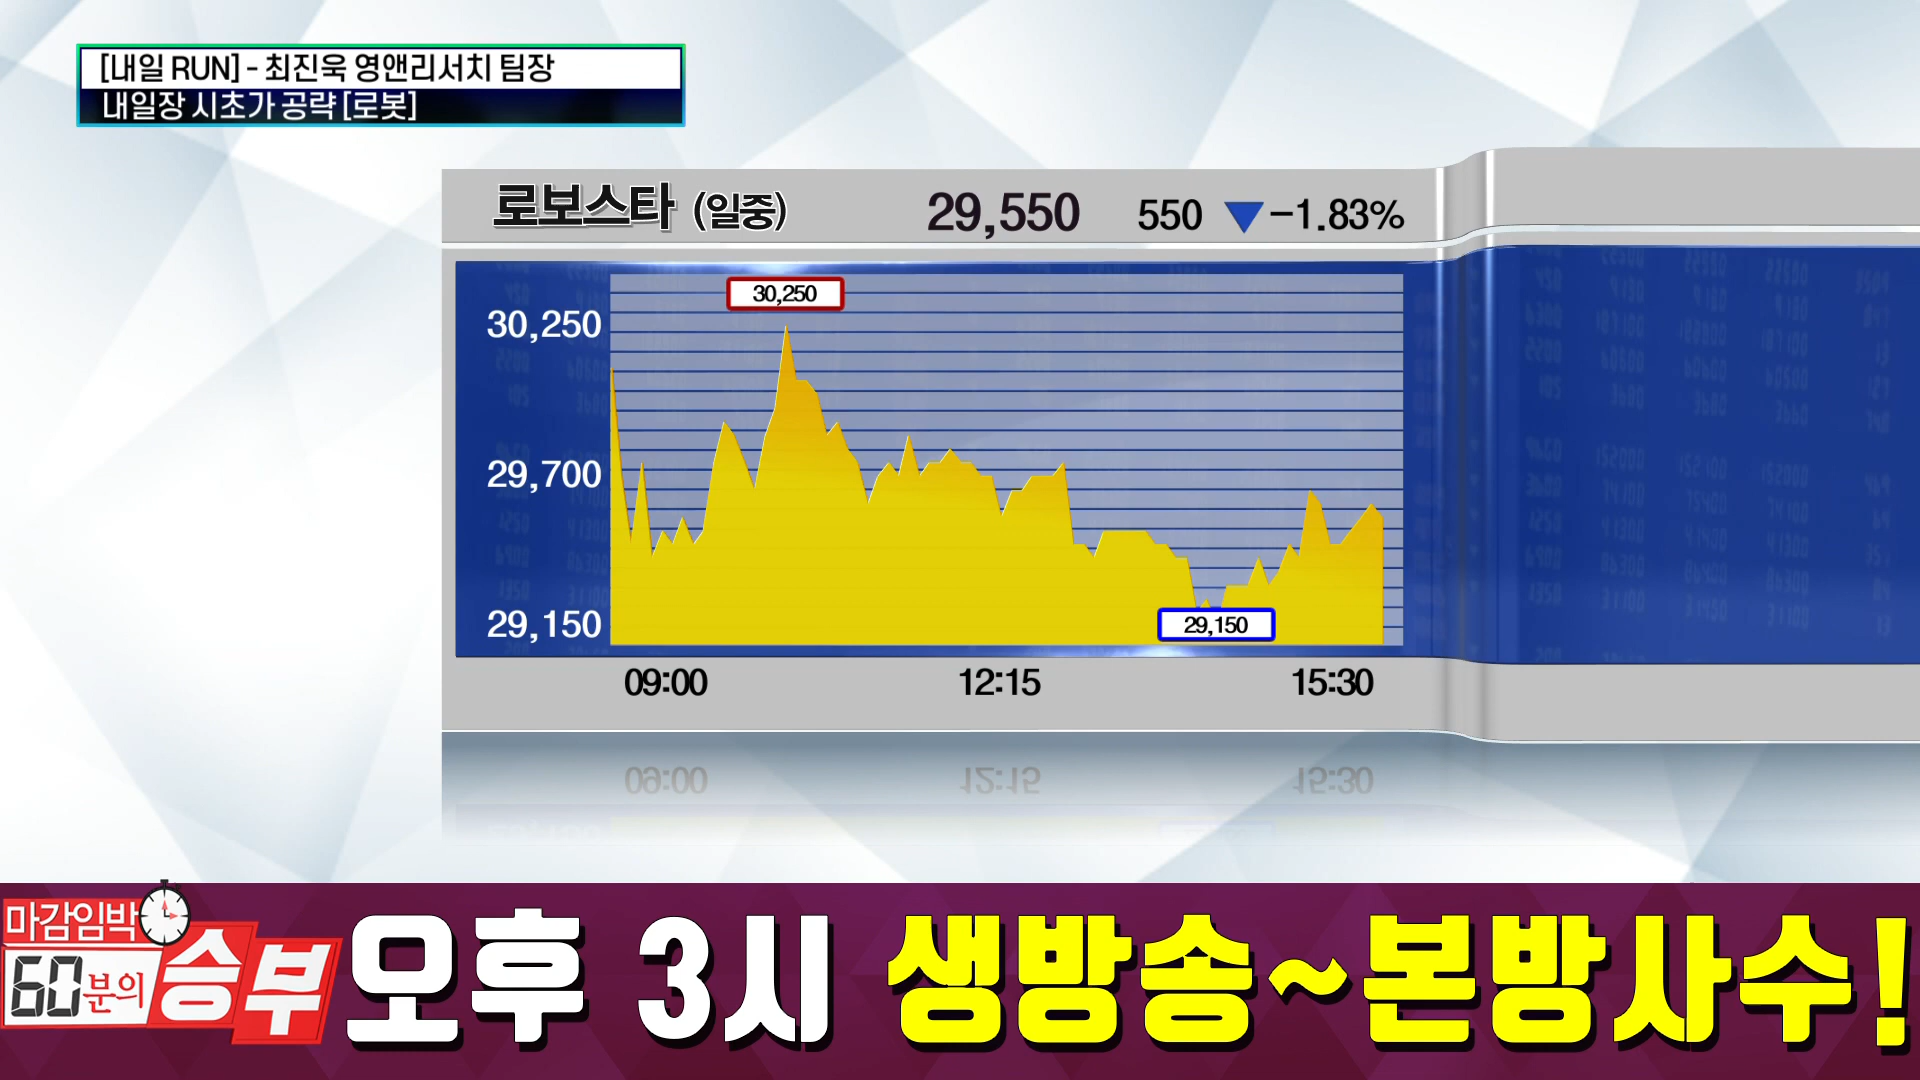 [내일 RUN] - 최진욱 영앤리서치 팀장
내일장 시초가 공략 [로봇]
로보스타 (일중) 29,550 550 ▼ -1.83%
30,250
30,250
29,700
29,150
29,150
09:00 12:15 15:30
마감임박
60분의 승부
오후 3시 생방송~본방사수!